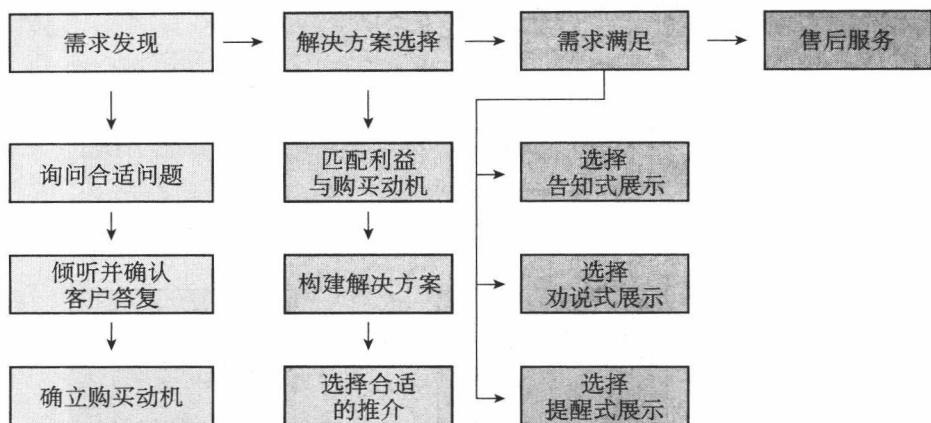 需求发现
解决方案选择
需求满足
售后服务
询问合适问题
匹配利益
与购买动机
选择
告知式展示
倾听并确认
客户答复
构建解决方案
选择
劝说式展示
确立购买动机
选择合适
的推介
选择
提醒式展示